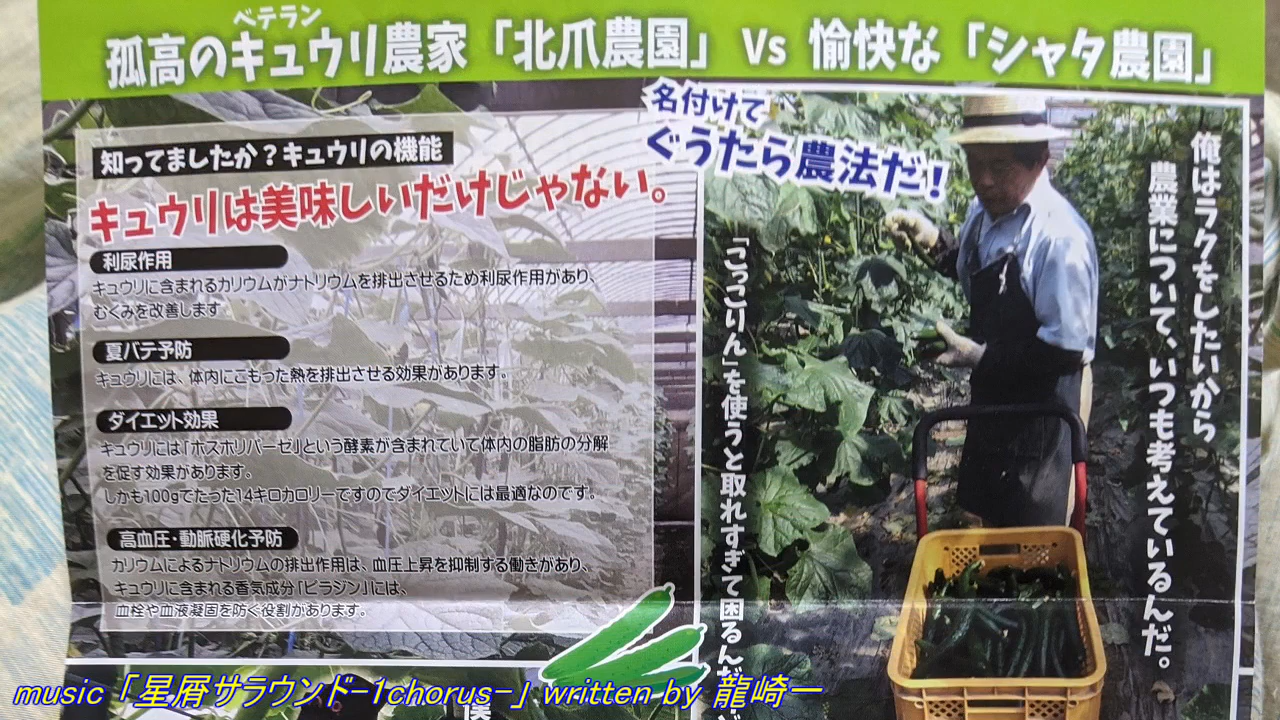 ベテラン
孤高のキュウリ農家「北爪農園」 Vs 愉快な「シャタ農園」
知ってましたか？キュウリの機能
キュウリは美味しいだけじゃない。
利尿作用
キュウリに含まれるカリウムがナトリウムを排出させるため利尿作用があり、
むくみを改善します
夏バテ予防
キュウリには、体内にこもった熱を排出させる効果があります。
ダイエット効果
キュウリには「ホスホリパーゼ」という酵素が含まれていて体内の脂肪の分解
を促す効果があります。
しかも100gでたった14キロカロリーですのでダイエットには最適なのです。
高血圧・動脈硬化予防
カリウムによるナトリウムの排出作用は、血圧上昇を抑制する働きがあり、
キュウリに含まれる香気成分「ピラジン」には、
血栓や血液凝固を防ぐ役割があります。
名付けて
ぐうたら農法だ！
俺はラクをしたいから
農業について、いつも考えているんだ。
「こっこりん」を使うと取れすぎて困るんだ
music「星屑サラウンド-1chorus-」written by 龍崎一